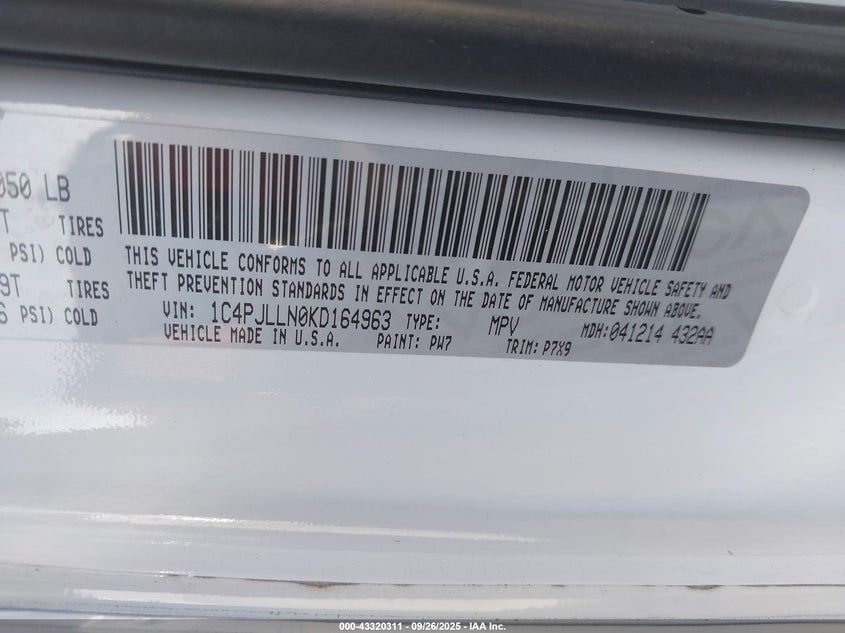 050 LB
T TIRES
PSI) COLD
9T TIRES
PSI) COLD
THIS VEHICLE CONFORMS TO ALL APPLICABLE U.S.A. FEDERAL MOTOR VEHICLE SAFETY AND
THEFT PREVENTION STANDARDS IN EFFECT ON THE DATE OF MANUFACTURE SHOWN ABOVE.
VIN: 1C4PJLLN0KD164963 TYPE: MPV MDH: 041214 432AA
VEHICLE MADE IN U.S.A. PAINT: PW7 TRIM: P7X9
000-43320311 - 09/26/2025 - IAA Inc.